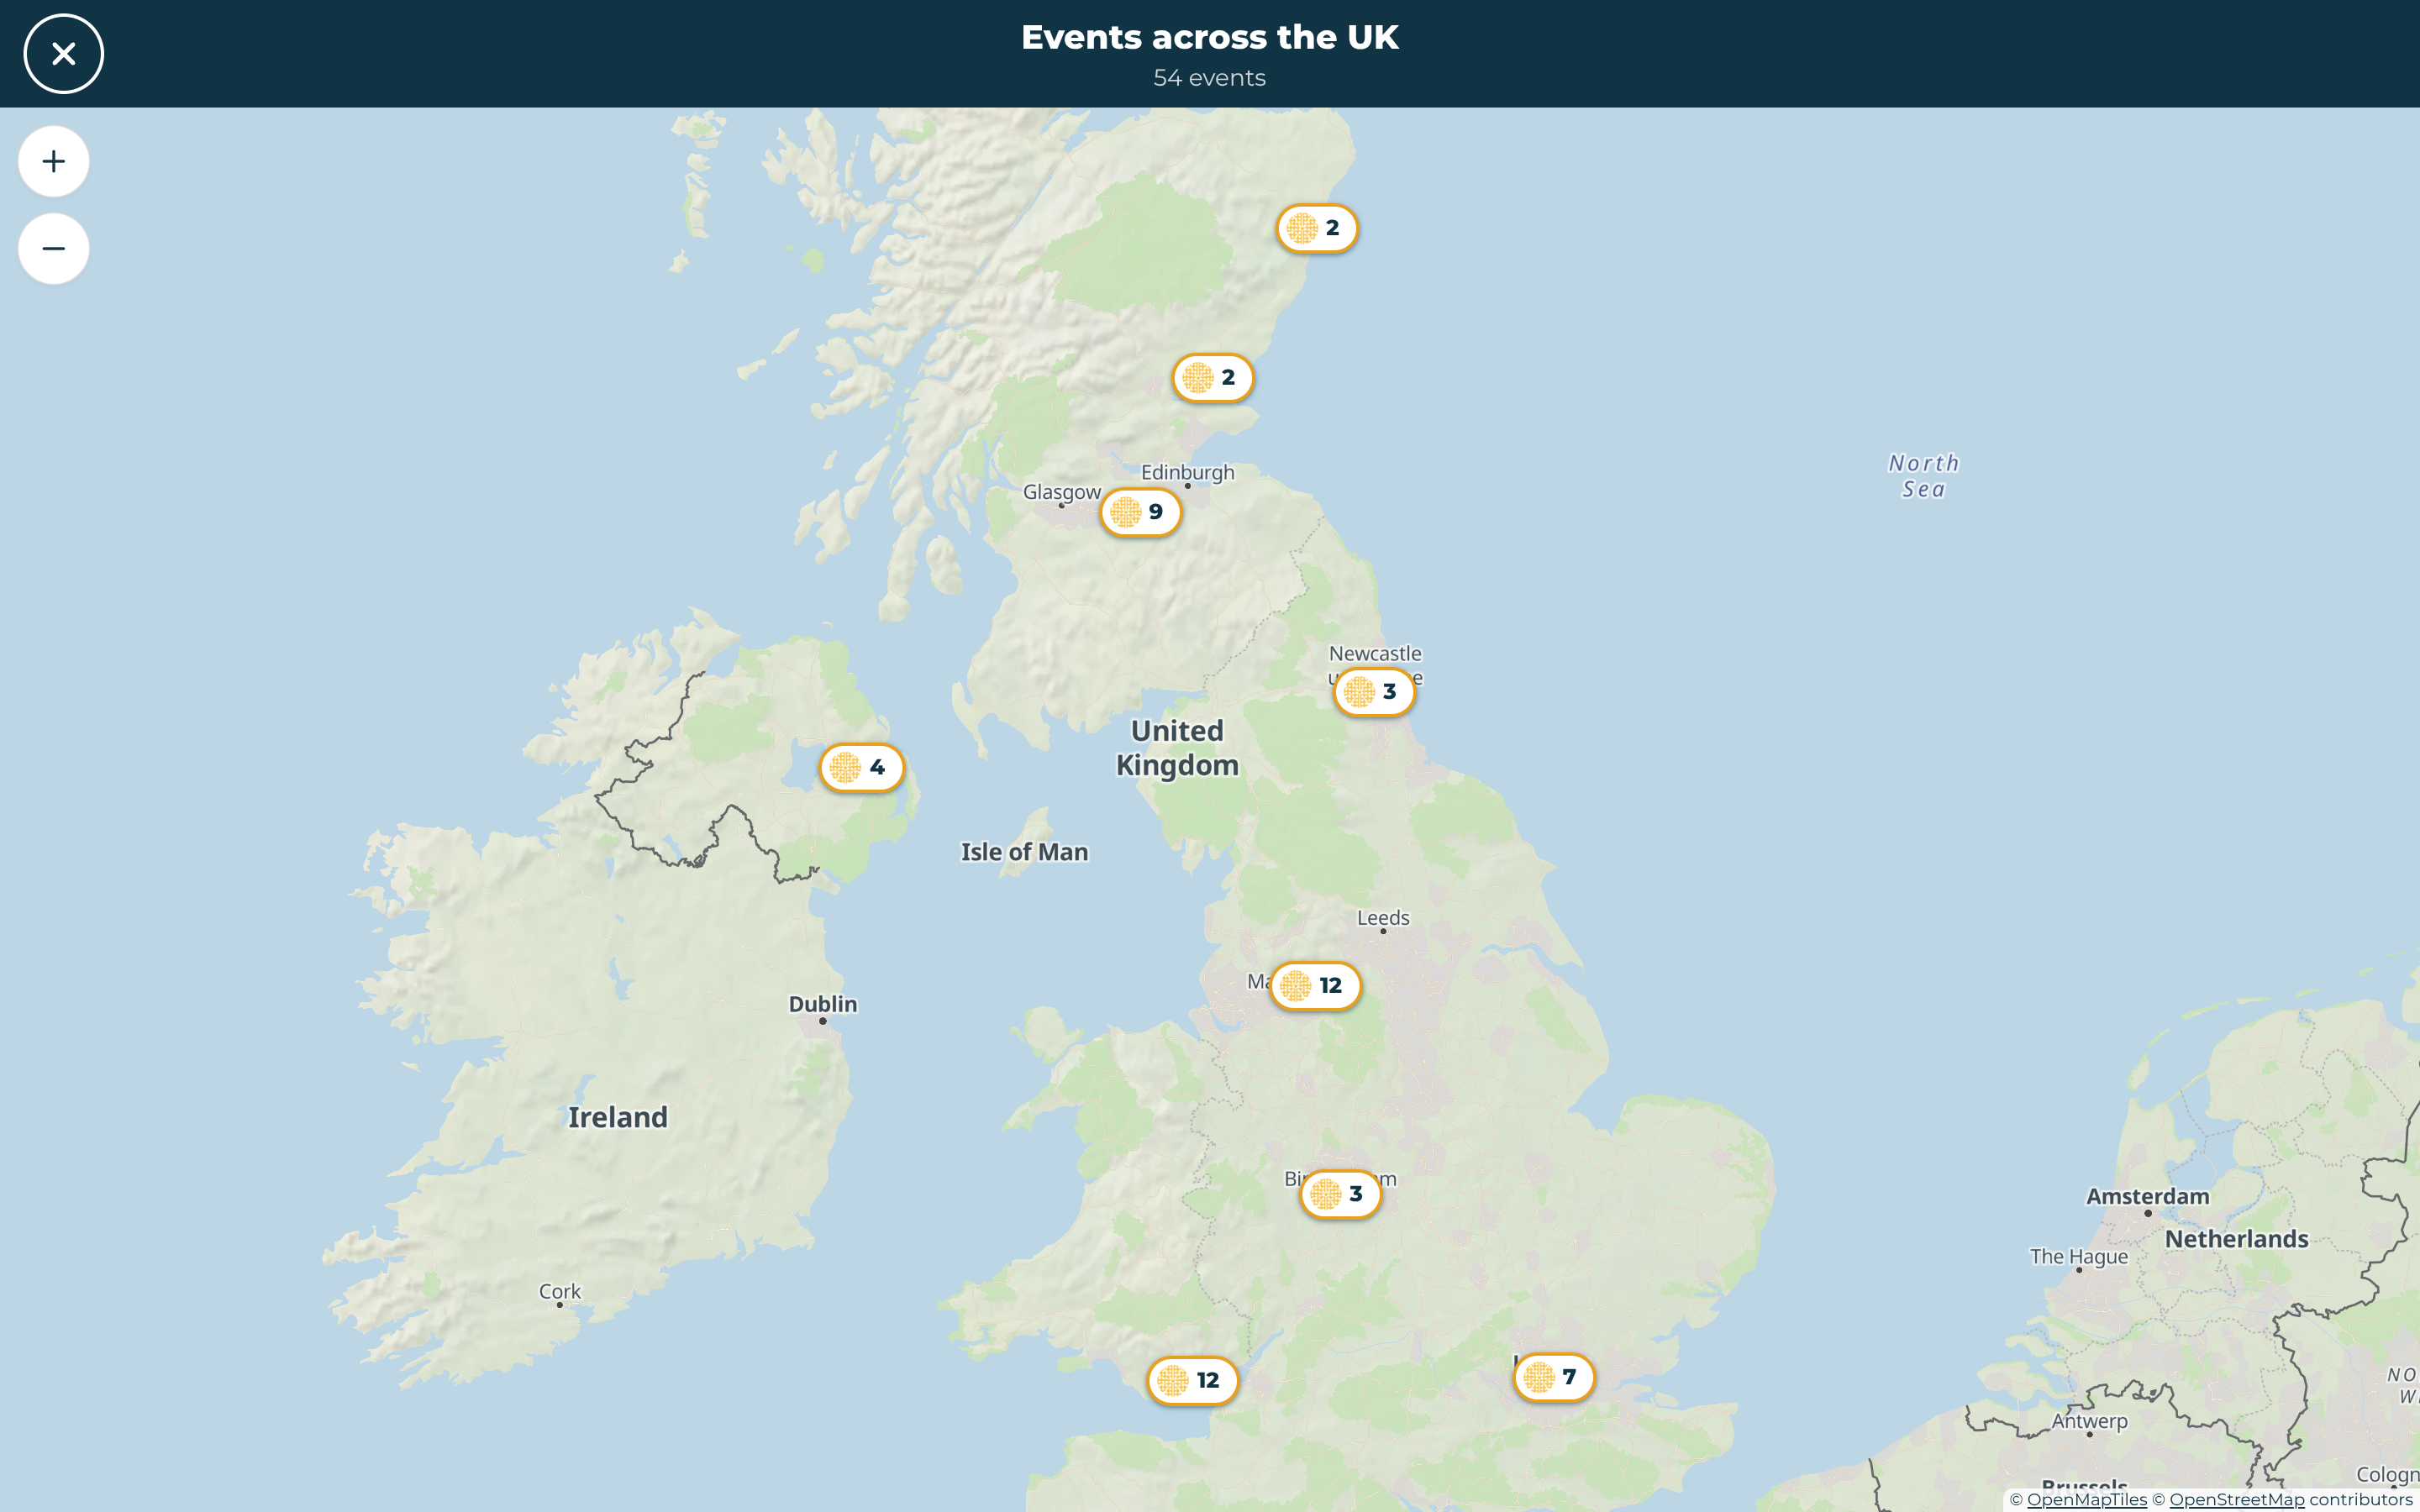 Events across the UK
54 events
+
−
2
2
Edinburgh
Glasgow
9
North
Sea
Newcastle
3
United
Kingdom
4
Isle of Man
Leeds
12
Dublin
Ireland
3
Amsterdam
Netherlands
The Hague
Cork
7
12
Antwerp
Brussels
© OpenMapTiles © OpenStreetMap contributors